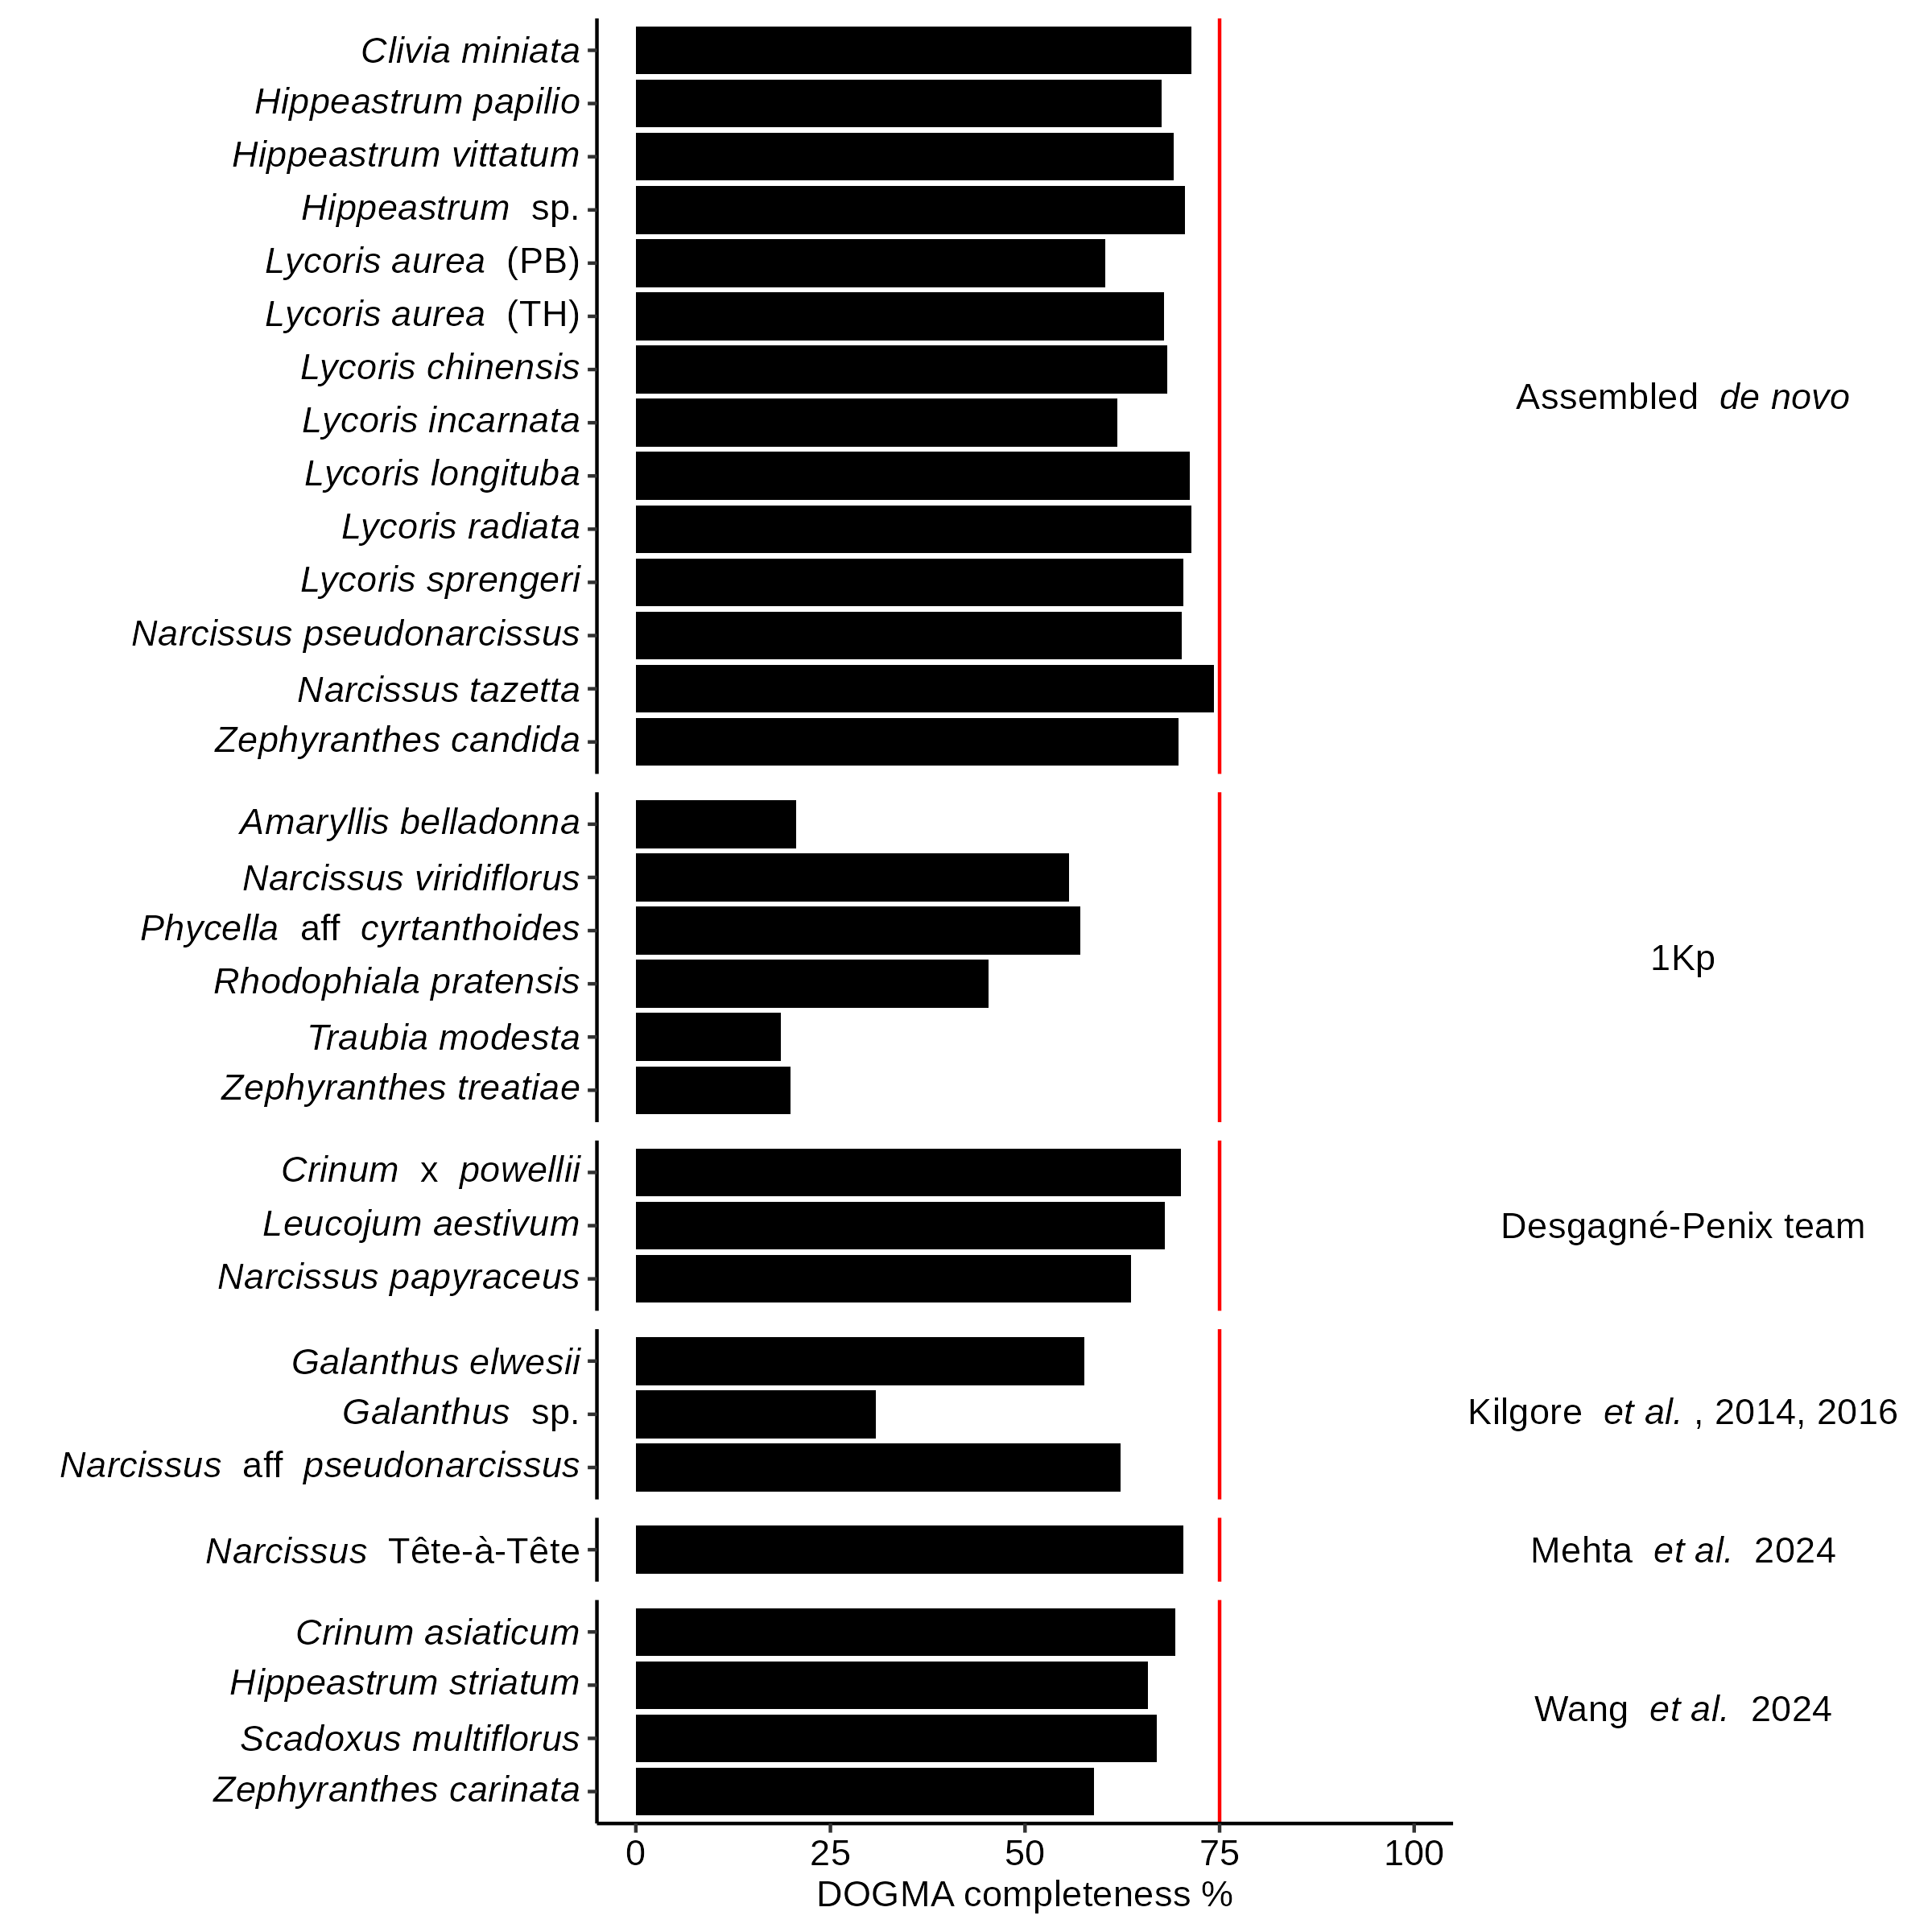 Clivia miniata
Hippeastrum papilio
Hippeastrum vittatum
Hippeastrum sp.
Lycoris aurea (PB)
Lycoris aurea (TH)
Lycoris chinensis
Lycoris incarnata
Lycoris longituba
Lycoris radiata
Lycoris sprengeri
Narcissus pseudonarcissus
Narcissus tazetta
Zephyranthes candida
Assembled de novo
Amaryllis belladonna
Narcissus viridiflorus
Phycella aff cyrtanthoides
Rhodophiala pratensis
Traubia modesta
Zephyranthes treatiae
1Kp
Crinum x powellii
Leucojum aestivum
Narcissus papyraceus
Desgagné-Penix team
Galanthus elwesii
Galanthus sp.
Narcissus aff pseudonarcissus
Kilgore et al. , 2014, 2016
Narcissus Tête-à-Tête
Mehta et al. 2024
Crinum asiaticum
Hippeastrum striatum
Scadoxus multiflorus
Zephyranthes carinata
Wang et al. 2024
0 25 50 75 100
DOGMA completeness %